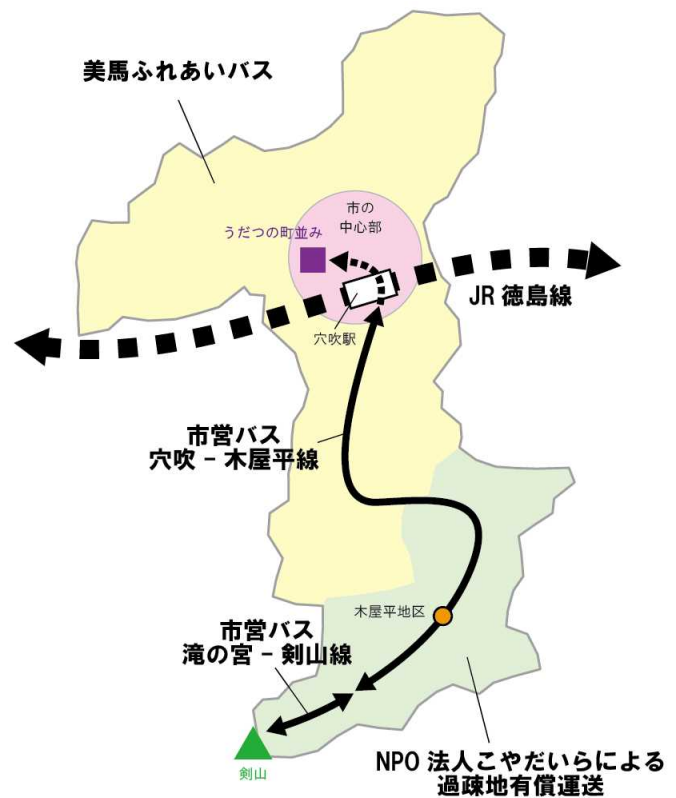 美馬ふれあいバス
市の
中心部
うだつの町並み
JR 徳島線
穴吹駅
市営バス
穴吹 − 木屋平線
木屋平地区
市営バス
滝の宮 − 剣山線
剣山
NPO 法人こやだいらによる
過疎地有償運送